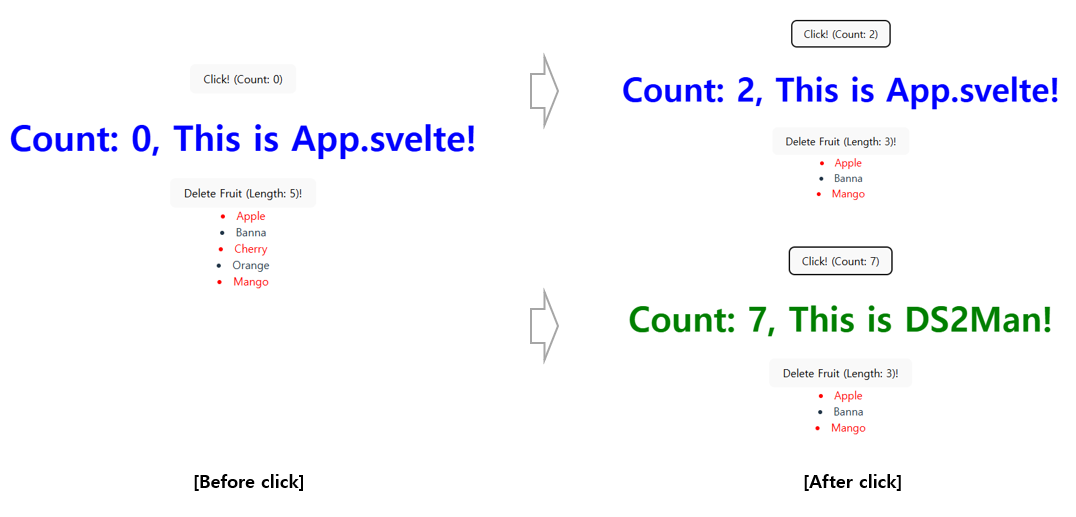 Click! (Count: 0)
Count: 0, This is App.svelte!
Delete Fruit (Length: 5)!
Apple
Banna
Cherry
Orange
Mango
[Before click]
Click! (Count: 2)
Count: 2, This is App.svelte!
Delete Fruit (Length: 3)!
Apple
Banna
Mango
Click! (Count: 7)
Count: 7, This is DS2Man!
Delete Fruit (Length: 3)!
Apple
Banna
Mango
[After click]